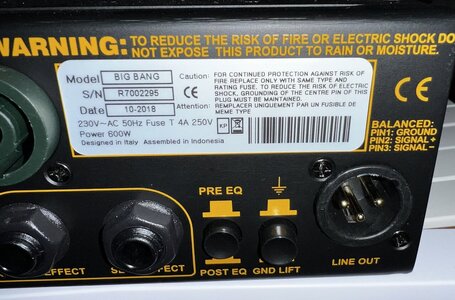 WARNING: TO REDUCE THE RISK OF FIRE OR ELECTRIC SHOCK DO
NOT EXPOSE THIS PRODUCT TO RAIN OR MOISTURE.
Model BIG BANG
S/N R7002295
Date 10-2018
230V~AC 50Hz Fuse T 4A 250V
Power 600W
Designed in Italy Assembled in Indonesia
Caution: FOR CONTINUED PROTECTION AGAINST RISK OF
FIRE REPLACE ONLY WITH SAME TYPE AND
RATING FUSE. TO REDUCE THE RISK OF ELECTRIC
SHOCK, GROUNDING OF THE CENTRE PIN OF THIS
PLUG MUST BE MAINTAINED.
Attention: REMPLACER UNIQUEMENT PAR UN FUSIBLE DE
MEME TYPE
CE
CE
BALANCED:
PIN1: GROUND
PIN2: SIGNAL+
PIN3: SIGNAL–
PRE EQ
POST EQ
GND LIFT
LINE OUT
EFFECT
EFFECT